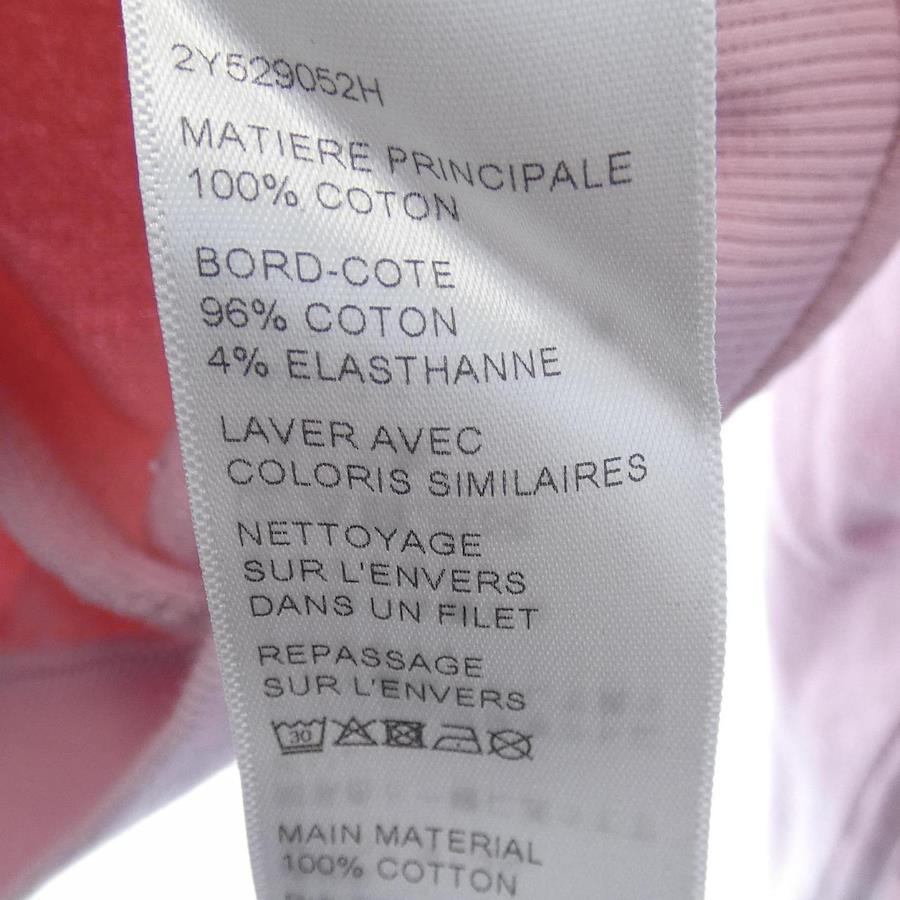 2Y529052H
MATIERE PRINCIPALE
100% COTON
BORD-COTE
96% COTON
4% ELASTHANNE
LAVER AVEC
COLORIS SIMILAIRES
NETTOYAGE
SUR L'ENVERS
DANS UN FILET
REPASSAGE
SUR L'ENVERS
30
MAIN MATERIAL
100% COTTON